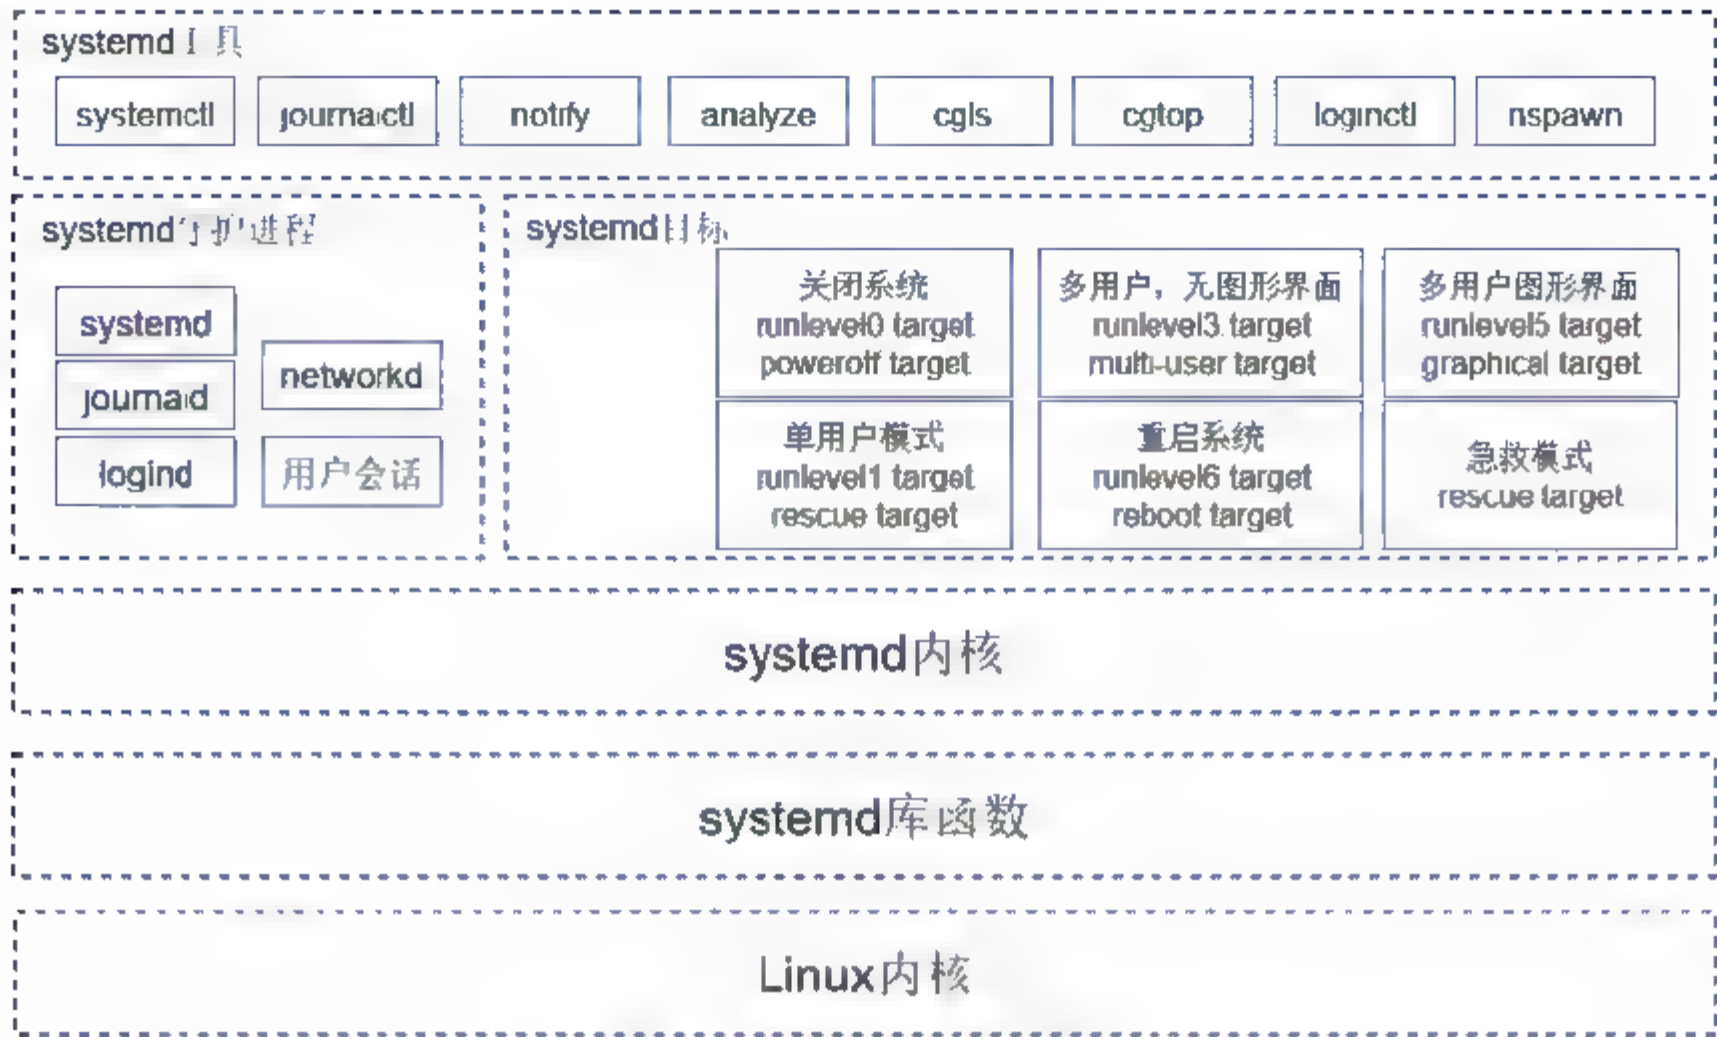 systemd工具
systemctl
journalctl
notify
analyze
cgls
cgtop
loginctl
nspawn
systemd守护进程
systemd
journald
logind
networkd
用户会话
systemd目标
关闭系统
runlevel0 target
poweroff target
多用户，无图形界面
runlevel3.target
multi-user target
多用户图形界面
runlevel5 target
graphical target
单用户模式
runlevel1 target
rescue target
重启系统
runlevel6 target
reboot target
急救模式
rescue target
systemd内核
systemd库函数
Linux内核